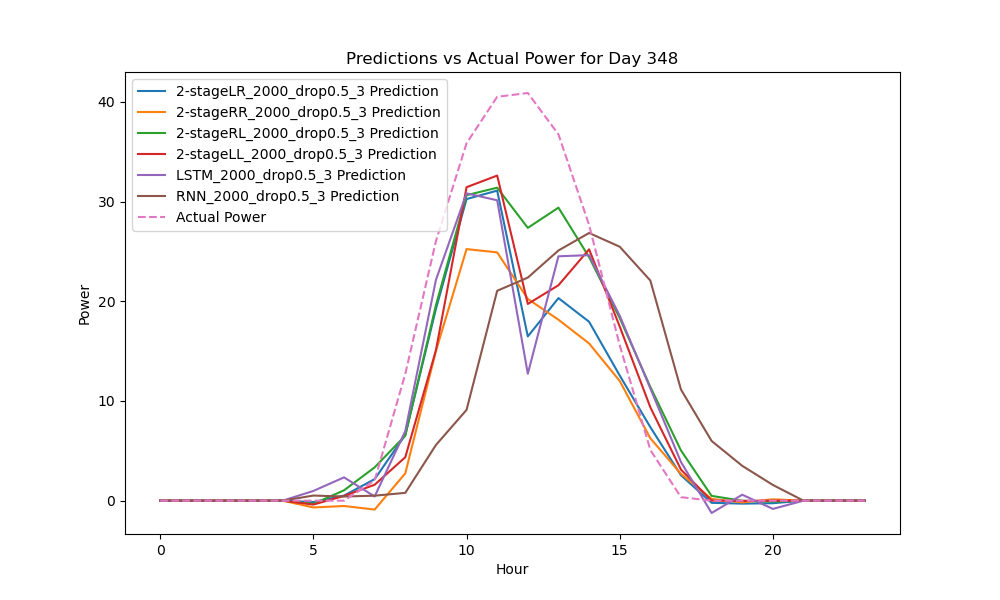 Predictions vs Actual Power for Day 348
2-stageLR_2000_drop0.5_3 Prediction
2-stageRR_2000_drop0.5_3 Prediction
2-stageRL_2000_drop0.5_3 Prediction
2-stageLL_2000_drop0.5_3 Prediction
LSTM_2000_drop0.5_3 Prediction
RNN_2000_drop0.5_3 Prediction
Actual Power
Power
40
30
20
10
0
0 5 10 15 20
Hour